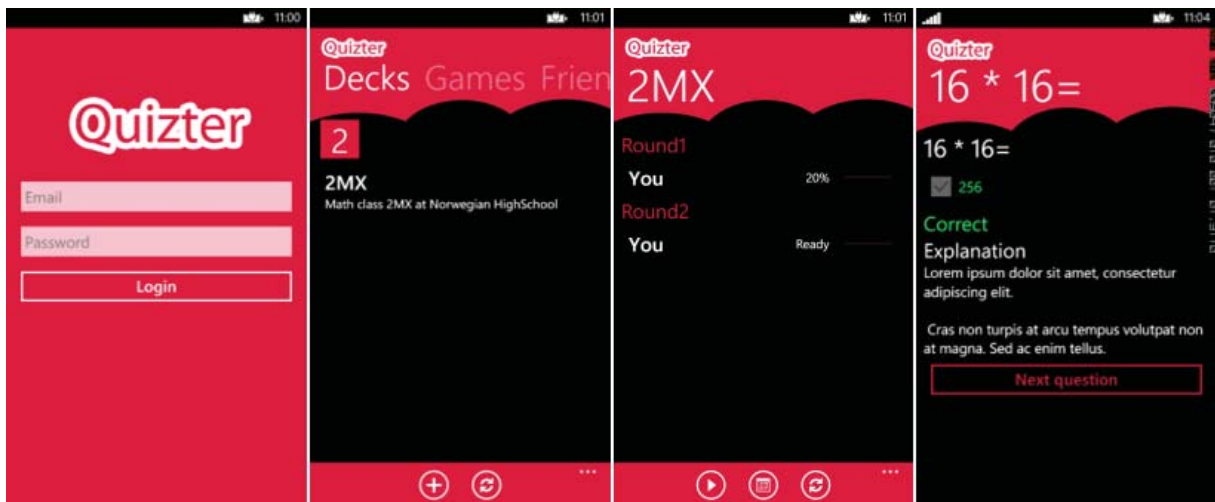 11:00
Quizter
Email
Password
Login
11:01
Quizter
Decks Games Frien
2
2MX
Math class 2MX at Norwegian HighSchool
11:01
Quizter
2MX
Round1
You 20%
Round2
You Ready
11:04
Quizter
16 * 16=
16 * 16=
256
Correct
Explanation
Lorem ipsum dolor sit amet, consectetur
adipiscing elit.
Cras non turpis at arcu tempus volutpat non
at magna. Sed ac enim tellus.
Next question